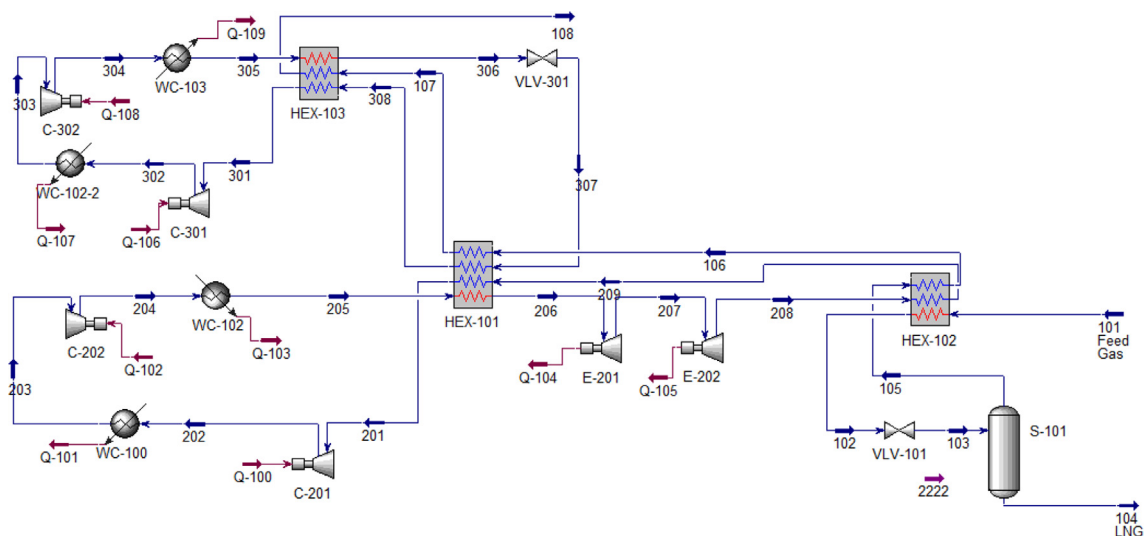 Q-109
108
304
305
306
WC-103
107
VLV-301
303
308
Q-108
HEX-103
C-302
302
301
WC-102-2
307
C-301
Q-107
Q-106
106
204
205
209
206
207
208
WC-102
HEX-101
101
Feed
Gas
C-202
HEX-102
Q-103
Q-102
Q-104
E-201
E-202
Q-105
203
105
202
201
S-101
102
103
Q-101
WC-100
VLV-101
Q-100
C-201
2222
104
LNG